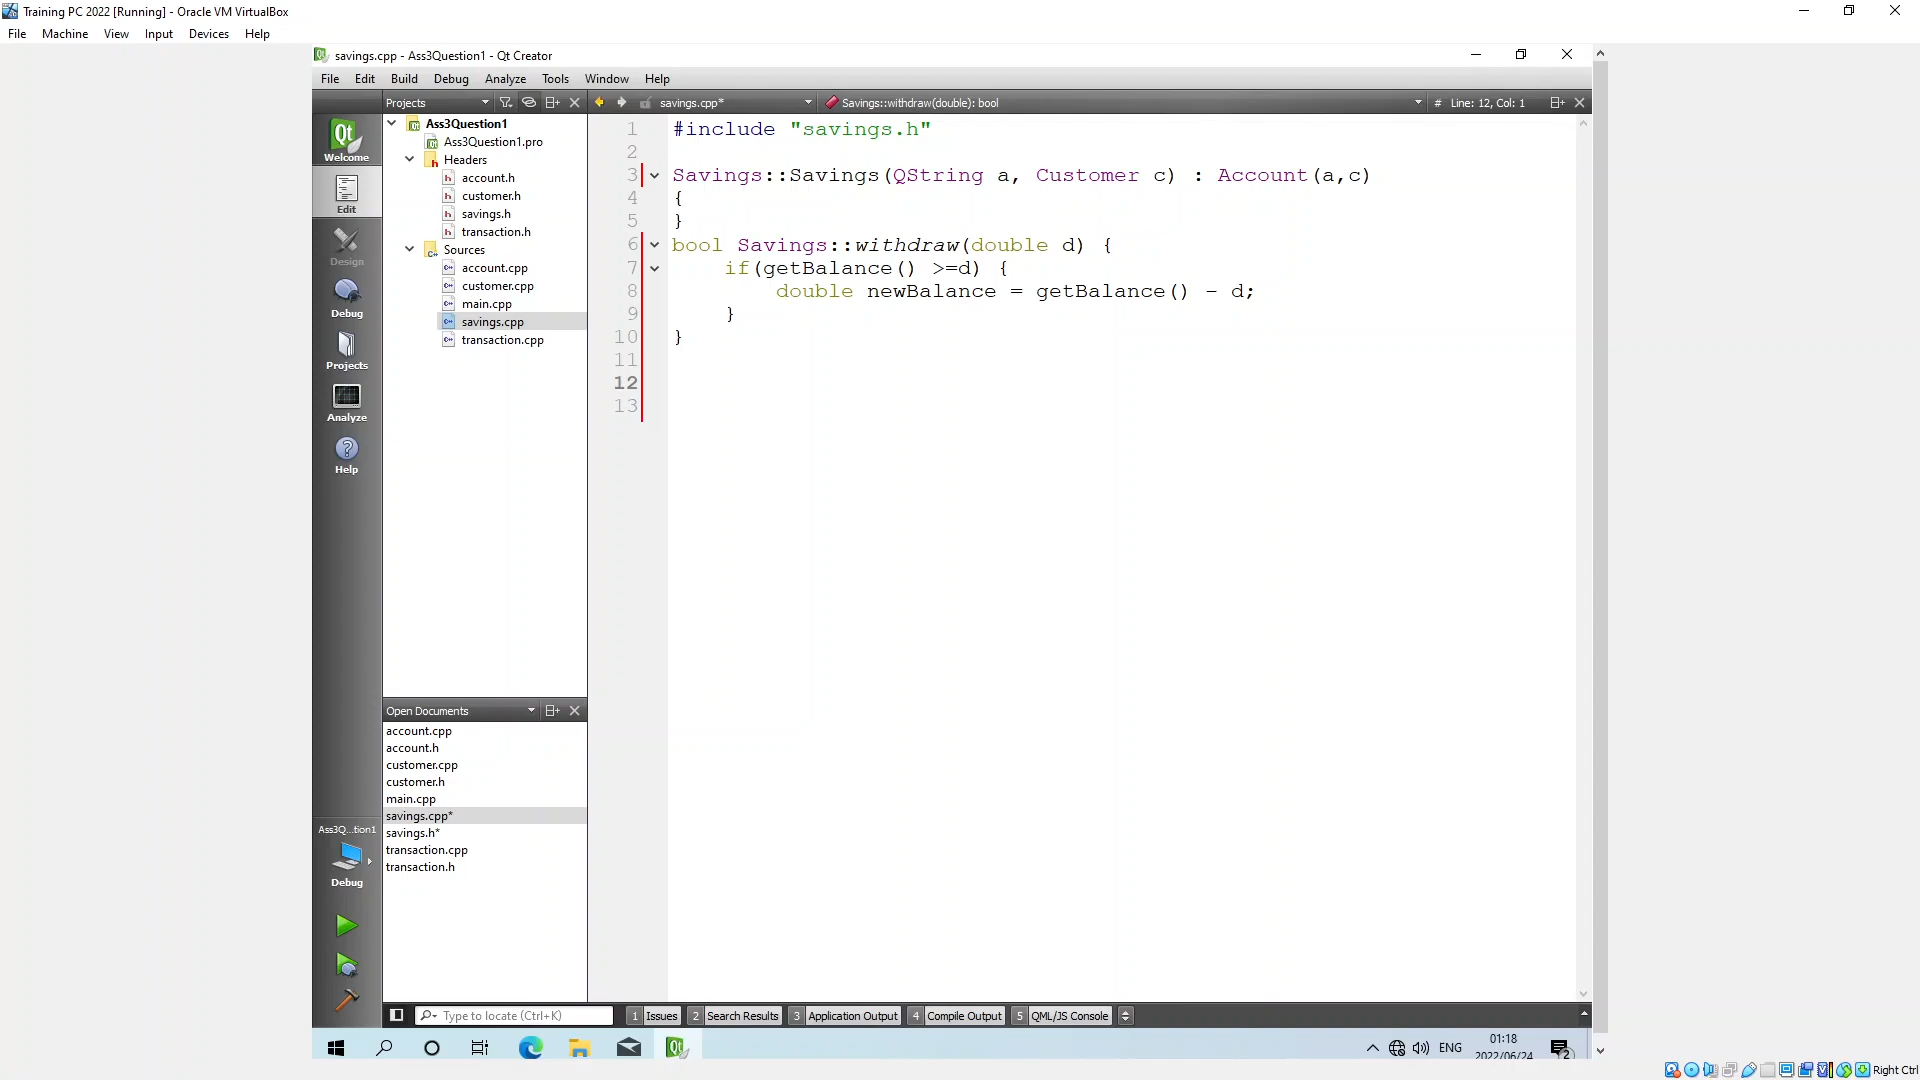 Training PC 2022 [Running] - Oracle VM VirtualBox
File Machine View Input Devices Help
savings.cpp - Ass3Question1 - Qt Creator
File Edit Build Debug Analyze Tools Window Help
Projects
savings.cpp*
Savings::withdraw(double): bool
# Line: 12, Col: 1
Welcome
Edit
Design
Debug
Projects
Analyze
Help
Ass3Question1
Ass3Question1.pro
Headers
account.h
customer.h
savings.h
transaction.h
Sources
account.cpp
customer.cpp
main.cpp
savings.cpp
transaction.cpp
1 #include "savings.h"
2
3 Savings::Savings(QString a, Customer c) : Account(a,c)
4 {
5 }
6 bool Savings::withdraw(double d) {
7 if(getBalance() >=d) {
8 double newBalance = getBalance() - d;
9 }
10 }
11
12
13
Open Documents
account.cpp
account.h
customer.cpp
customer.h
main.cpp
savings.cpp*
savings.h*
transaction.cpp
transaction.h
Ass3Q...tion1
Debug
Type to locate (Ctrl+K)
1 Issues 2 Search Results 3 Application Output 4 Compile Output 5 QML/JS Console
ENG
01:18
2022/06/24
2
Right Ctrl